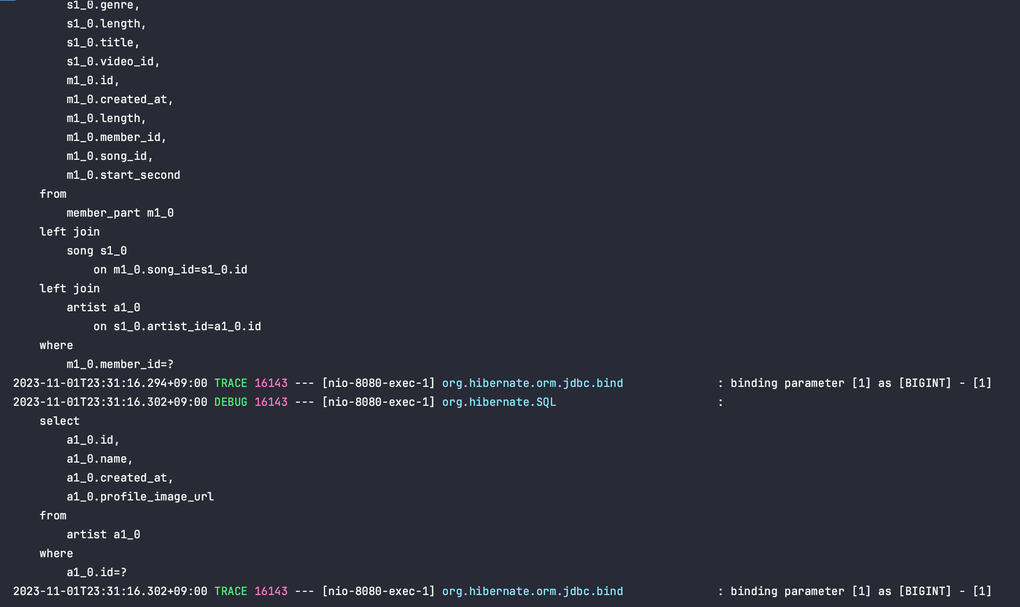 s1_0.genre,
s1_0.length,
s1_0.title,
s1_0.video_id,
m1_0.id,
m1_0.created_at,
m1_0.length,
m1_0.member_id,
m1_0.song_id,
m1_0.start_second
from
member_part m1_0
left join
song s1_0
on m1_0.song_id=s1_0.id
left join
artist a1_0
on s1_0.artist_id=a1_0.id
where
m1_0.member_id=?
2023-11-01T23:31:16.294+09:00 TRACE 16143 --- [nio-8080-exec-1] org.hibernate.orm.jdbc.bind : binding parameter [1] as [BIGINT] - [1]
2023-11-01T23:31:16.302+09:00 DEBUG 16143 --- [nio-8080-exec-1] org.hibernate.SQL :
select
a1_0.id,
a1_0.name,
a1_0.created_at,
a1_0.profile_image_url
from
artist a1_0
where
a1_0.id=?
2023-11-01T23:31:16.302+09:00 TRACE 16143 --- [nio-8080-exec-1] org.hibernate.orm.jdbc.bind : binding parameter [1] as [BIGINT] - [1]